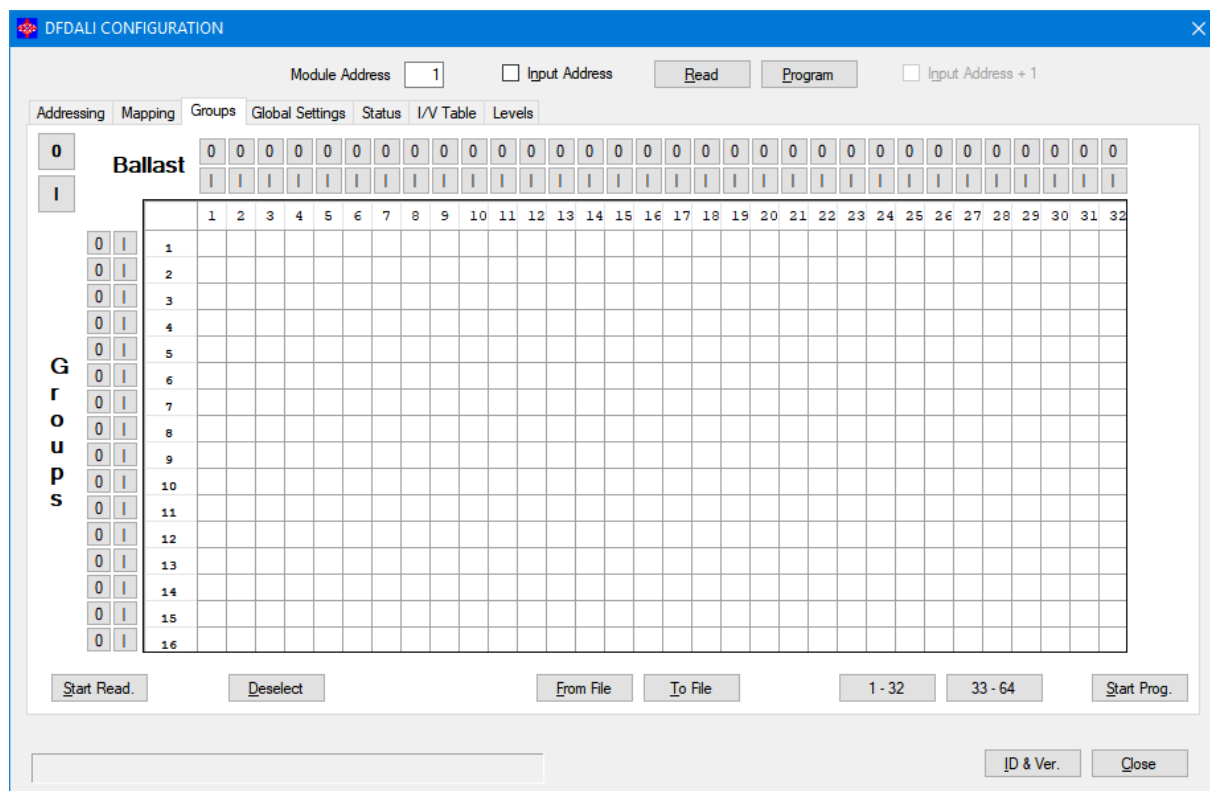 DFDALI CONFIGURATION
Module Address 1 Input Address Read Program Input Address + 1
Addressing Mapping Groups Global Settings Status I/V Table Levels
0 Ballast 0 0 0 0 0 0 0 0 0 0 0 0 0 0 0 0 0 0 0 0 0 0 0 0 0 0 0 0 0 0 0 0
I I I I I I I I I I I I I I I I I I I I I I I I I I I I I I I I I
1 2 3 4 5 6 7 8 9 10 11 12 13 14 15 16 17 18 19 20 21 22 23 24 25 26 27 28 29 30 31 32
Groups
0 I 1
0 I 2
0 I 3
0 I 4
0 I 5
0 I 6
0 I 7
0 I 8
0 I 9
0 I 10
0 I 11
0 I 12
0 I 13
0 I 14
0 I 15
0 I 16
Start Read. Deselect From File To File 1 - 32 33 - 64 Start Prog.
ID & Ver. Close